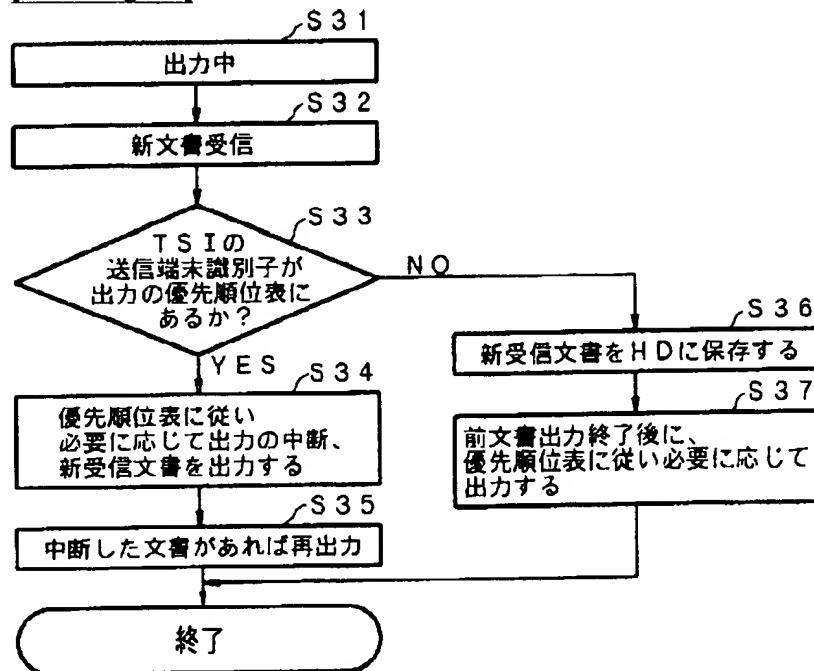 S31
出力中
S32
新文書受信
S33
TSIの
送信端末識別子が
出力の優先順位表に
あるか?
NO
YES
S34
優先順位表に従い
必要に応じて出力の中断、
新受信文書を出力する
S35
中断した文書があれば再出力
S36
新受信文書をHDに保存する
S37
前文書出力終了後に、
優先順位表に従い必要に応じて
出力する
終了